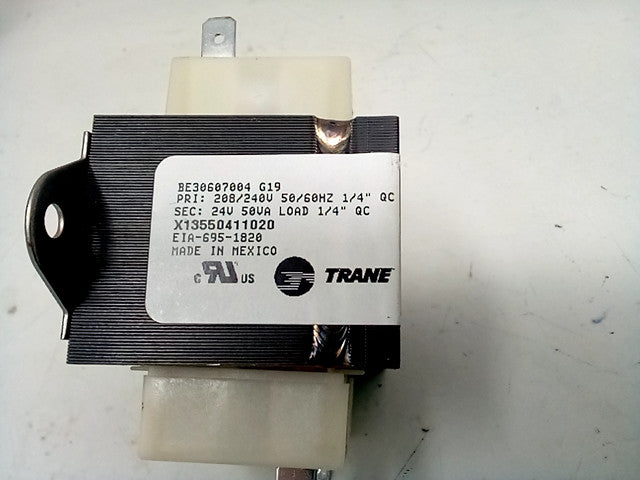 BE30607004 G19
PRI: 208/240V 50/60HZ 1/4" QC
SEC: 24V 50VA LOAD 1/4" QC
X13550411020
EIA-695-1820
MADE IN MEXICO
C RU US TRANE